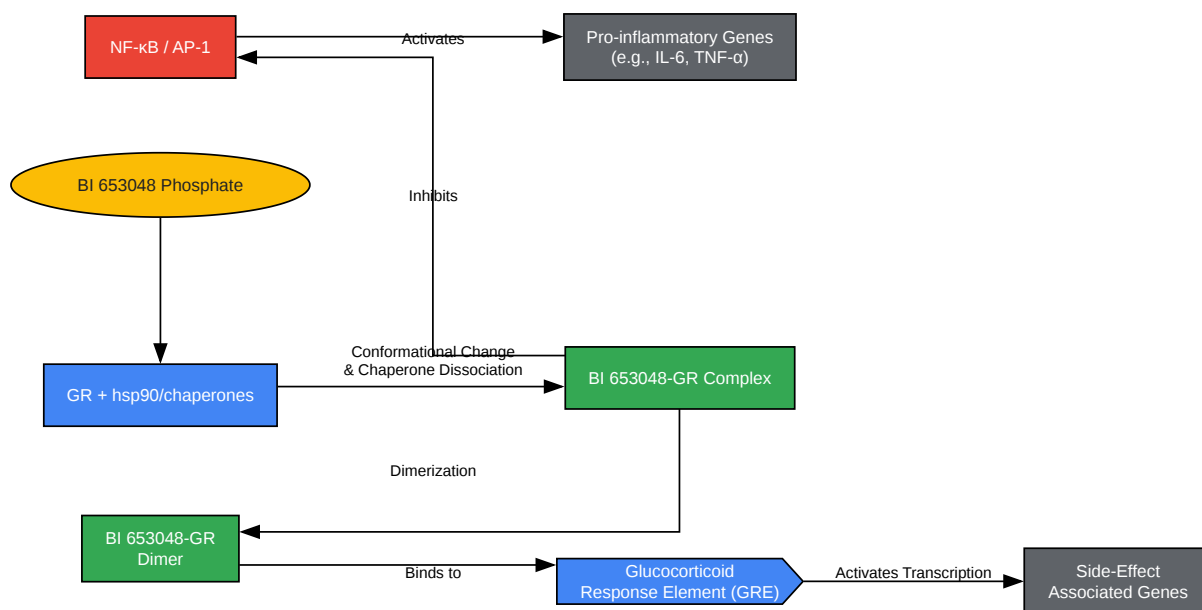 NF-κB / AP-1
Activates
Pro-inflammatory Genes
(e.g., IL-6, TNF-α)
BI 653048 Phosphate
Inhibits
Conformational Change
& Chaperone Dissociation
GR + hsp90/chaperones
BI 653048-GR Complex
Dimerization
BI 653048-GR
Dimer
Binds to
Glucocorticoid
Response Element (GRE)
Activates Transcription
Side-Effect
Associated Genes